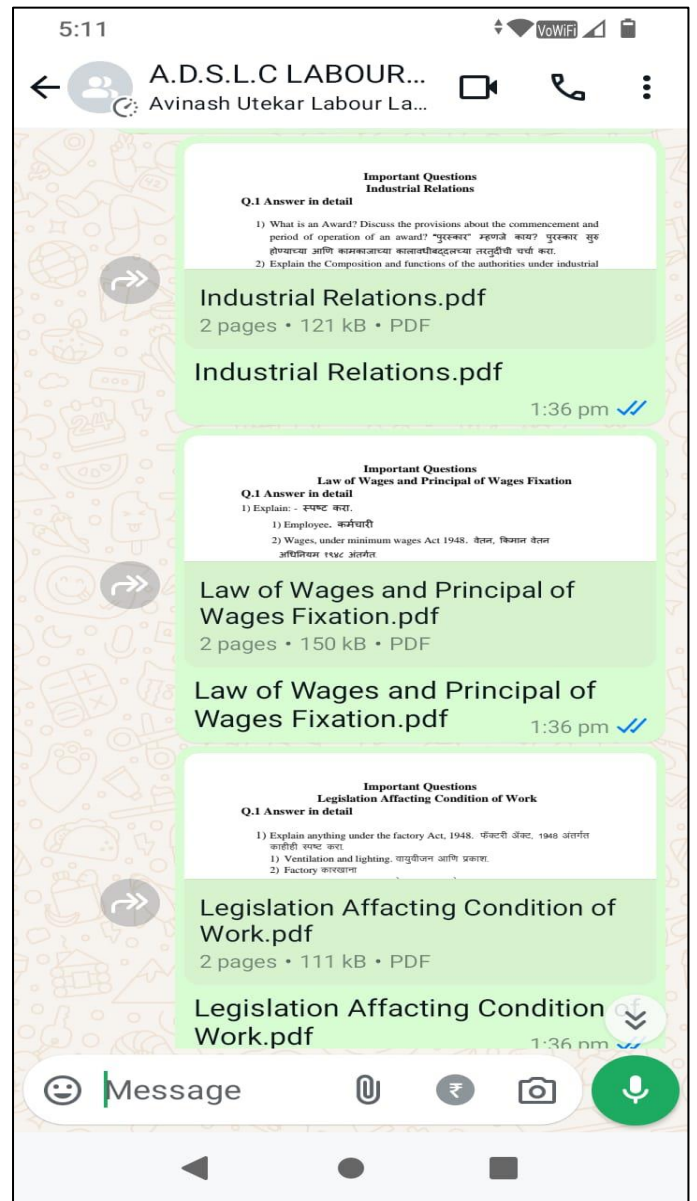 5:11
VoWiFi
A.D.S.L.C LABOUR...
Avinash Utekar Labour La...
Important Questions
Industrial Relations
Q.1 Answer in detail
1) What is an Award? Discuss the provisions about the commencement and
period of operation of an award? "पुरस्कार" म्हणजे काय? पुरस्कार सुरु
होण्याच्या आणि कामकाजाच्या कालावधीबद्दलच्या तरतुदींची चर्चा करा.
2) Explain the Composition and functions of the authorities under industrial
Industrial Relations.pdf
2 pages • 121 kB • PDF
Industrial Relations.pdf
1:36 pm
Important Questions
Law of Wages and Principal of Wages Fixation
Q.1 Answer in detail
1) Explain: - स्पष्ट करा.
1) Employee. कर्मचारी
2) Wages, under minimum wages Act 1948. वेतन, किमान वेतन
अधिनियम १९४८ अंतर्गत
Law of Wages and Principal of
Wages Fixation.pdf
2 pages • 150 kB • PDF
Law of Wages and Principal of
Wages Fixation.pdf
1:36 pm
Important Questions
Legislation Affacting Condition of Work
Q.1 Answer in detail
1) Explain anything under the factory Act, 1948. फॅक्टरी ॲक्ट, 1948 अंतर्गत
काहीही स्पष्ट करा.
1) Ventilation and lighting. वायुवीजन आणि प्रकाश.
2) Factory कारखाना
Legislation Affacting Condition of
Work.pdf
2 pages • 111 kB • PDF
Legislation Affacting Condition of
Work.pdf
1:36 pm
Message